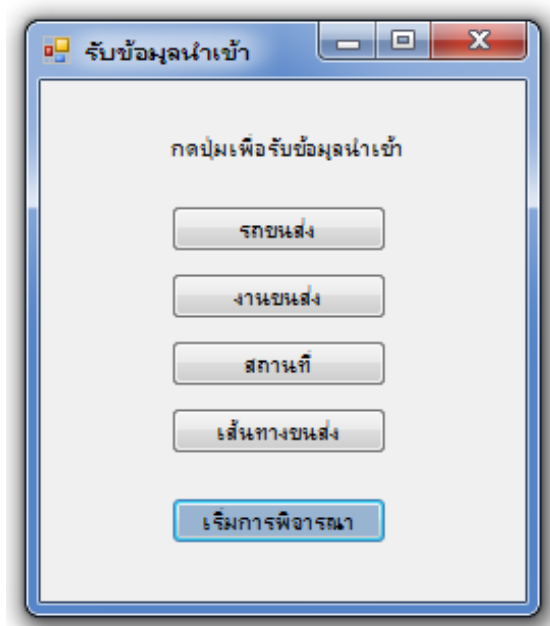 รับข้อมูลนำเข้า
กดปุ่มเพื่อรับข้อมูลนำเข้า
รถขนส่ง
งานขนส่ง
สถานที่
เส้นทางขนส่ง
เริ่มการพิจารณา